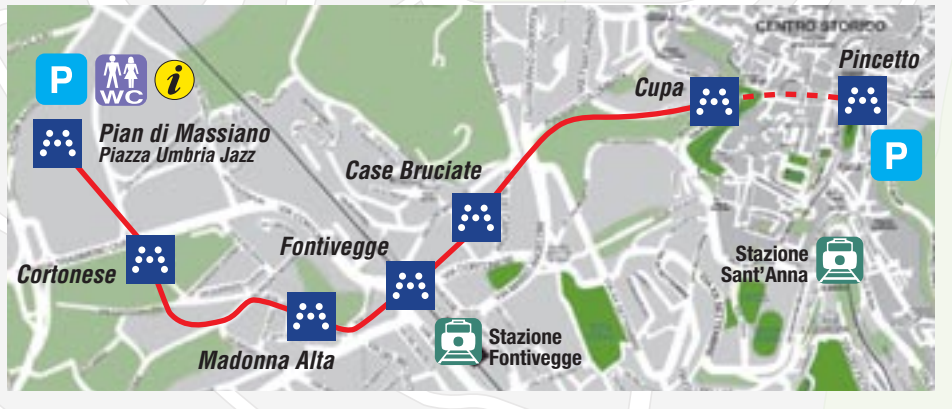 CENTRO STORICO
Pincetto
P
WC
i
Cupa
Pian di Massiano
Piazza Umbria Jazz
P
Case Bruciate
Fontivegge
Stazione
Sant'Anna
Cortonese
Stazione
Fontivegge
Madonna Alta